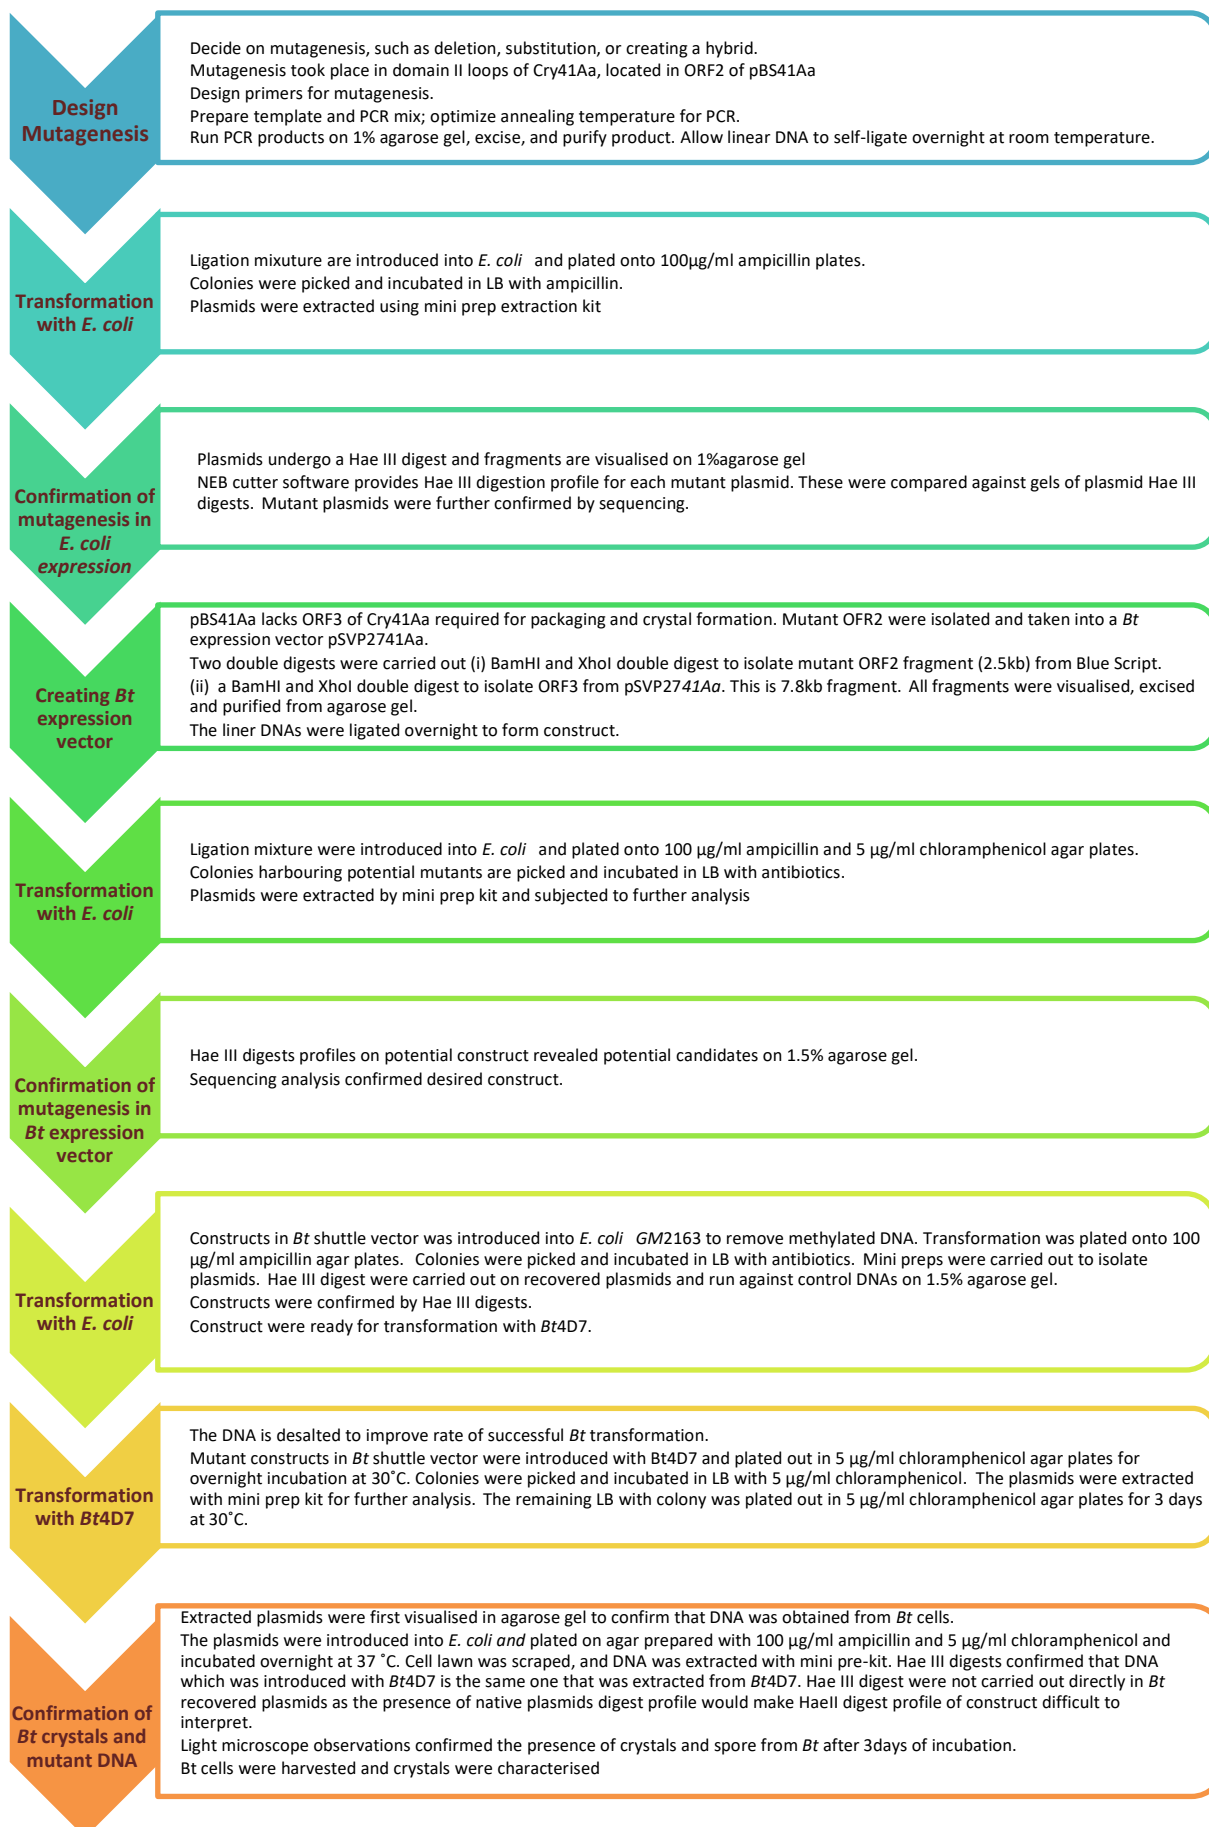 Design
Mutagenesis
Decide on mutagenesis, such as deletion, substitution, or creating a hybrid.
Mutagenesis took place in domain II loops of Cry41Aa, located in ORF2 of pBS41Aa
Design primers for mutagenesis.
Prepare template and PCR mix; optimize annealing temperature for PCR.
Run PCR products on 1% agarose gel, excise, and purify product. Allow linear DNA to self-ligate overnight at room temperature.
Transformation
with E. coli
Ligation mixuture are introduced into E. coli and plated onto 100µg/ml ampicillin plates.
Colonies were picked and incubated in LB with ampicillin.
Plasmids were extracted using mini prep extraction kit
Confirmation of
mutagenesis in
E. coli
expression
Plasmids undergo a Hae III digest and fragments are visualised on 1%agarose gel
NEB cutter software provides Hae III digestion profile for each mutant plasmid. These were compared against gels of plasmid Hae III
digests. Mutant plasmids were further confirmed by sequencing.
Creating Bt
expression
vector
pBS41Aa lacks ORF3 of Cry41Aa required for packaging and crystal formation. Mutant OFR2 were isolated and taken into a Bt
expression vector pSVP2741Aa.
Two double digests were carried out (i) BamHI and XhoI double digest to isolate mutant ORF2 fragment (2.5kb) from Blue Script.
(ii) a BamHI and XhoI double digest to isolate ORF3 from pSVP2741Aa. This is 7.8kb fragment. All fragments were visualised, excised
and purified from agarose gel.
The liner DNAs were ligated overnight to form construct.
Transformation
with E. coli
Ligation mixture were introduced into E. coli and plated onto 100 µg/ml ampicillin and 5 µg/ml chloramphenicol agar plates.
Colonies harbouring potential mutants are picked and incubated in LB with antibiotics.
Plasmids were extracted by mini prep kit and subjected to further analysis
Confirmation of
mutagenesis in
Bt expression
vector
Hae III digests profiles on potential construct revealed potential candidates on 1.5% agarose gel.
Sequencing analysis confirmed desired construct.
Transformation
with E. coli
Constructs in Bt shuttle vector was introduced into E. coli GM2163 to remove methylated DNA. Transformation was plated onto 100
µg/ml ampicillin agar plates. Colonies were picked and incubated in LB with antibiotics. Mini preps were carried out to isolate
plasmids. Hae III digest were carried out on recovered plasmids and run against control DNAs on 1.5% agarose gel.
Constructs were confirmed by Hae III digests.
Construct were ready for transformation with Bt4D7.
Transformation
with Bt4D7
The DNA is desalted to improve rate of successful Bt transformation.
Mutant constructs in Bt shuttle vector were introduced with Bt4D7 and plated out in 5 µg/ml chloramphenicol agar plates for
overnight incubation at 30˚C. Colonies were picked and incubated in LB with 5 µg/ml chloramphenicol. The plasmids were extracted
with mini prep kit for further analysis. The remaining LB with colony was plated out in 5 µg/ml chloramphenicol agar plates for 3 days
at 30˚C.
Confirmation of
Bt crystals and
mutant DNA
Extracted plasmids were first visualised in agarose gel to confirm that DNA was obtained from Bt cells.
The plasmids were introduced into E. coli and plated on agar prepared with 100 µg/ml ampicillin and 5 µg/ml chloramphenicol and
incubated overnight at 37 ˚C. Cell lawn was scraped, and DNA was extracted with mini pre-kit. Hae III digests confirmed that DNA
which was introduced with Bt4D7 is the same one that was extracted from Bt4D7. Hae III digest were not carried out directly in Bt
recovered plasmids as the presence of native plasmids digest profile would make HaeII digest profile of construct difficult to
interpret.
Light microscope observations confirmed the presence of crystals and spore from Bt after 3days of incubation.
Bt cells were harvested and crystals were characterised